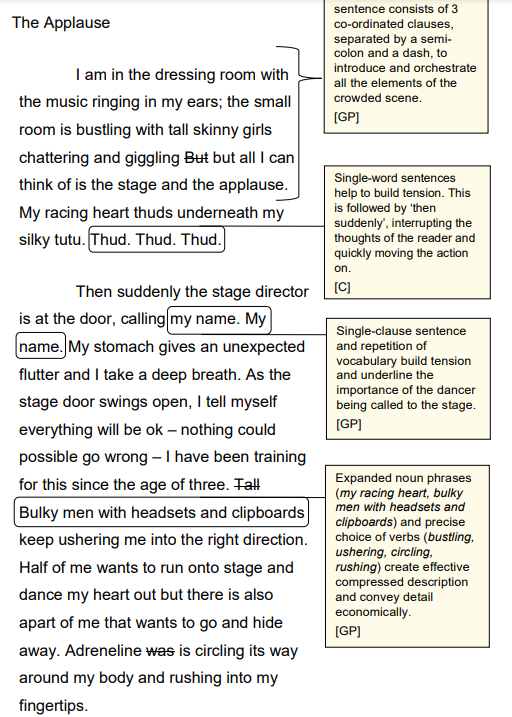 The Applause
I am in the dressing room with
the music ringing in my ears; the small
room is bustling with tall skinny girls
chattering and giggling But but all I can
think of is the stage and the applause.
My racing heart thuds underneath my
silky tutu. Thud. Thud. Thud.
Then suddenly the stage director
is at the door, calling my name. My
name. My stomach gives an unexpected
flutter and I take a deep breath. As the
stage door swings open, I tell myself
everything will be ok – nothing could
possible go wrong – I have been training
for this since the age of three. Tall
Bulky men with headsets and clipboards
keep ushering me into the right direction.
Half of me wants to run onto stage and
dance my heart out but there is also
apart of me that wants to go and hide
away. Adreneline was is circling its way
around my body and rushing into my
fingertips.
sentence consists of 3
co-ordinated clauses,
separated by a semi-
colon and a dash, to
introduce and orchestrate
all the elements of the
crowded scene.
[GP]
Single-word sentences
help to build tension. This
is followed by ‘then
suddenly’, interrupting the
thoughts of the reader and
quickly moving the action
on.
[C]
Single-clause sentence
and repetition of
vocabulary build tension
and underline the
importance of the dancer
being called to the stage.
[GP]
Expanded noun phrases
(my racing heart, bulky
men with headsets and
clipboards) and precise
choice of verbs (bustling,
ushering, circling,
rushing) create effective
compressed description
and convey detail
economically.
[GP]